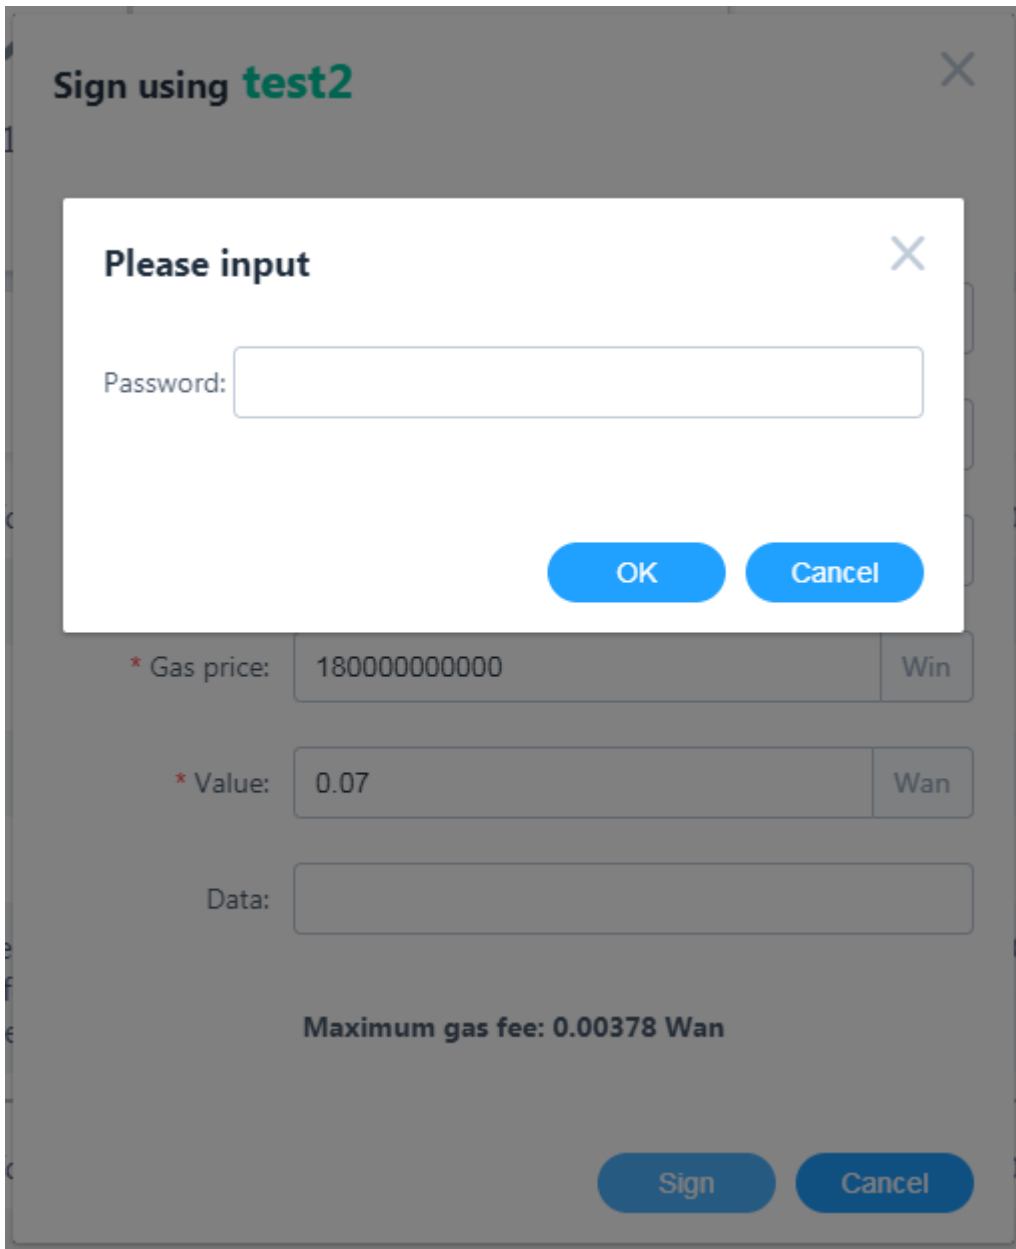 Sign using test2
Please input
Password:
OK Cancel
* Gas price: 180000000000 Win
* Value: 0.07 Wan
Data:
Maximum gas fee: 0.00378 Wan
Sign Cancel